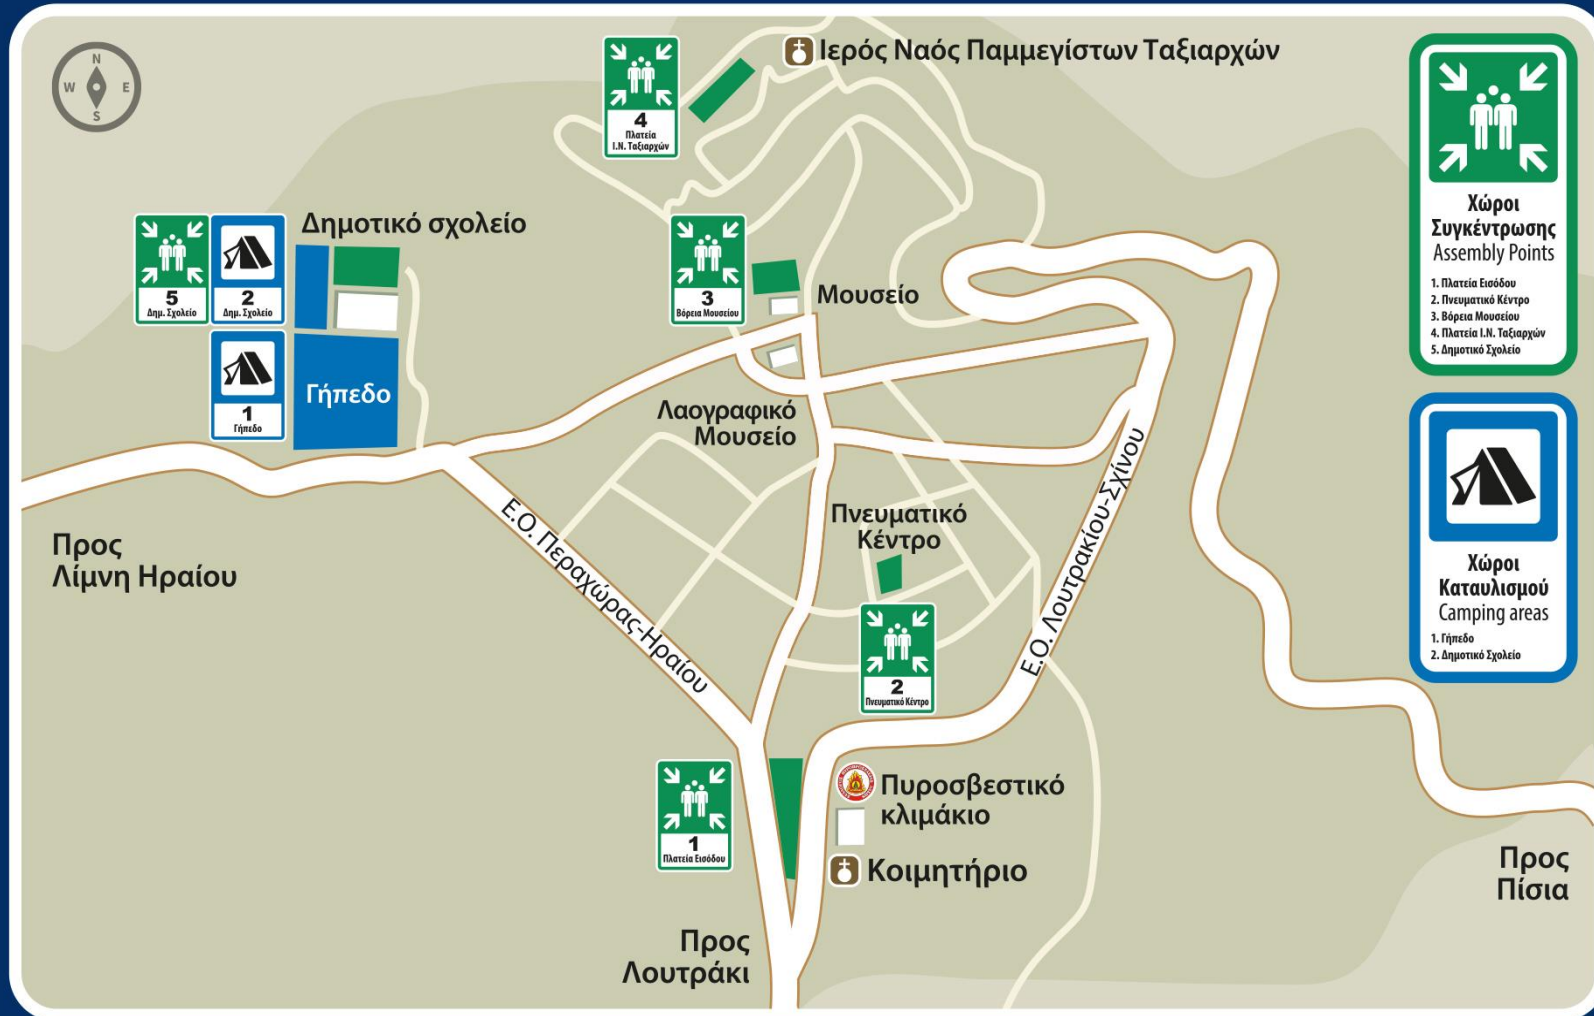 N
W
E
S
4
Πλατεία
Ι.Ν. Ταξιαρχών
Ιερός Ναός Παμμεγίστων Ταξιαρχών
5
Δημ. Σχολείο
2
Δημ. Σχολείο
Δημοτικό σχολείο
1
Γήπεδο
Γήπεδο
3
Βόρεια Μουσείου
Μουσείο
Λαογραφικό
Μουσείο
Προς
Λίμνη Ηραίου
Ε.Ο. Περαχώρας-Ηραίου
Πνευματικό
Κέντρο
2
Πνευματικό Κέντρο
Ε.Ο. Λουτρακίου-Σχίνου
1
Πλατεία Εισόδου
Πυροσβεστικό
κλιμάκιο
Κοιμητήριο
Προς
Λουτράκι
Προς
Πίσια
Χώροι
Συγκέντρωσης
Assembly Points
1. Πλατεία Εισόδου
2. Πνευματικό Κέντρο
3. Βόρεια Μουσείου
4. Πλατεία Ι.Ν. Ταξιαρχών
5. Δημοτικό Σχολείο
Χώροι
Καταυλισμού
Camping areas
1. Γήπεδο
2. Δημοτικό Σχολείο